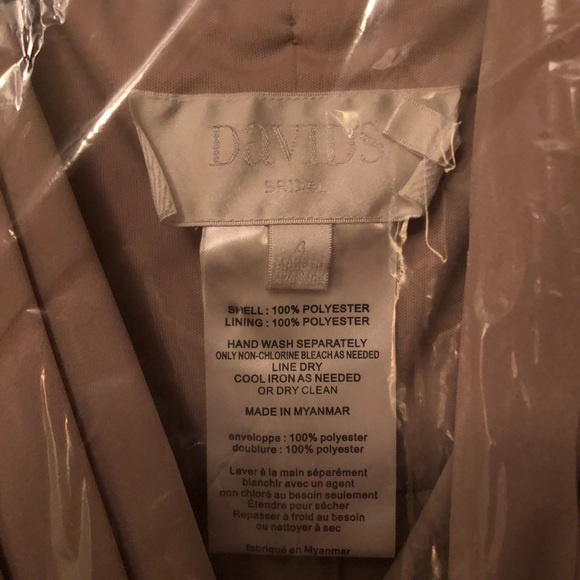 DaVID'S
BRIDAL
4
MADE IN
MYANMAR
SHELL : 100% POLYESTER
LINING : 100% POLYESTER
HAND WASH SEPARATELY
ONLY NON-CHLORINE BLEACH AS NEEDED
LINE DRY
COOL IRON AS NEEDED
OR DRY CLEAN
MADE IN MYANMAR
enveloppe : 100% polyester
doublure : 100% polyester
Laver à la main séparément
blanchir avec un agent
non chloré au besoin seulement
Étendre pour sécher
Repasser à froid au besoin
ou nettoyer à sec
fabriqué en Myanmar